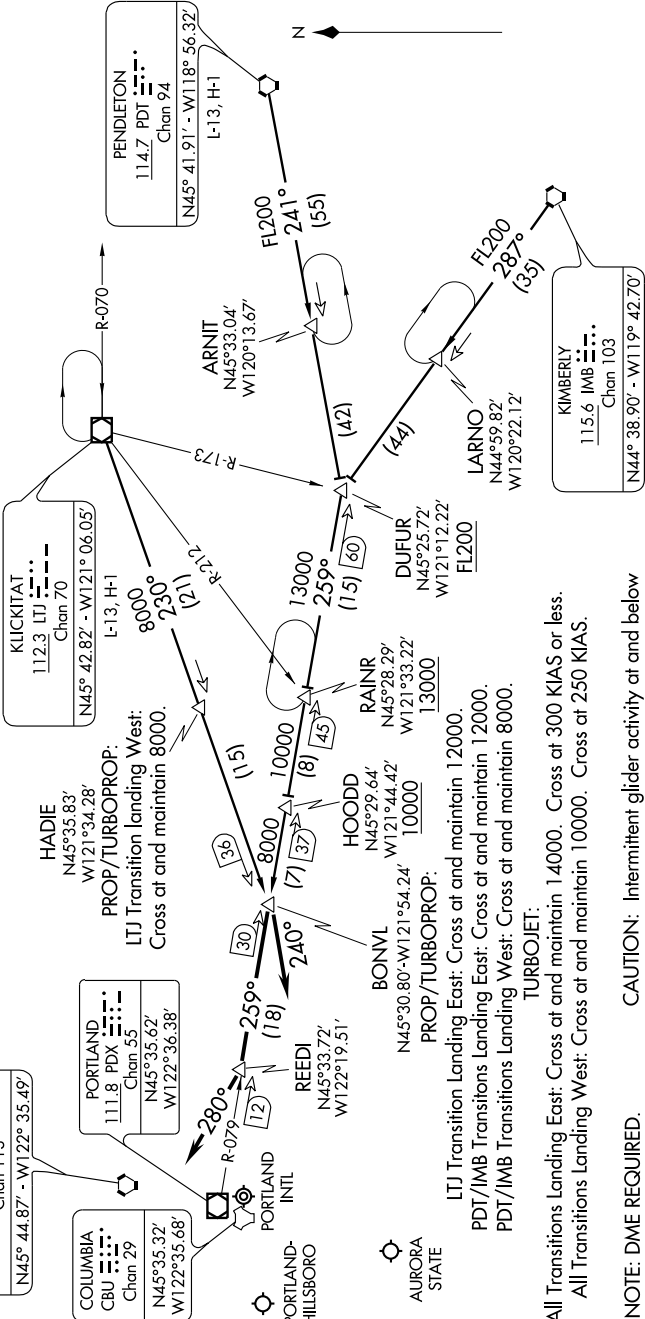 N45° 44.87' - W122° 35.49'
COLUMBIA
CBU
Chan 29
N45°35.32'
W122°35.68'
PORTLAND
111.8 PDX
Chan 55
N45°35.62'
W122°36.38'
KLICKITAT
112.3 LTJ
Chan 70
N45° 42.82' - W121° 06.05'
L-13, H-1
PENDLETON
114.7 PDT
Chan 94
N45° 41.91' - W118° 56.32'
L-13, H-1
N
R-070
HADIE
N45°35.83'
W121°34.28'
PROP/TURBOPROP:
LTJ Transition landing West:
Cross at and maintain 8000.
8000
230°
(21)
R-212
R-173
(15)
36
ARNIT
N45°33.04'
W120°13.67'
FL200
241°
(55)
(42)
FL200
287°
(35)
(44)
LARNO
N44°59.82'
W120°22.12'
KIMBERLY
115.6 IMB
Chan 103
N44° 38.90' - W119° 42.70'
DUFUR
N45°25.72'
W121°12.22'
FL200
60
13000
259°
(15)
RAINR
N45°28.29'
W121°33.22'
13000
45
10000
(8)
HOODD
N45°29.64'
W121°44.42'
10000
37
8000
(7)
30
240°
259°
(18)
280°
R-079
12
REEDI
N45°33.72'
W122°19.51'
PORTLAND
INTL
HILLSBORO
AURORA
STATE
BONVL
N45°30.80'-W121°54.24'
PROP/TURBOPROP:
LTJ Transition Landing East: Cross at and maintain 12000.
PDT/IMB Transitons Landing East: Cross at and maintain 12000.
PDT/IMB Transitions Landing West: Cross at and maintain 8000.
TURBOJET:
All Transitions Landing East: Cross at and maintain 14000. Cross at 300 KIAS or less.
All Transitions Landing West: Cross at and maintain 10000. Cross at 250 KIAS.
NOTE: DME REQUIRED.
CAUTION: Intermittent glider activity at and below